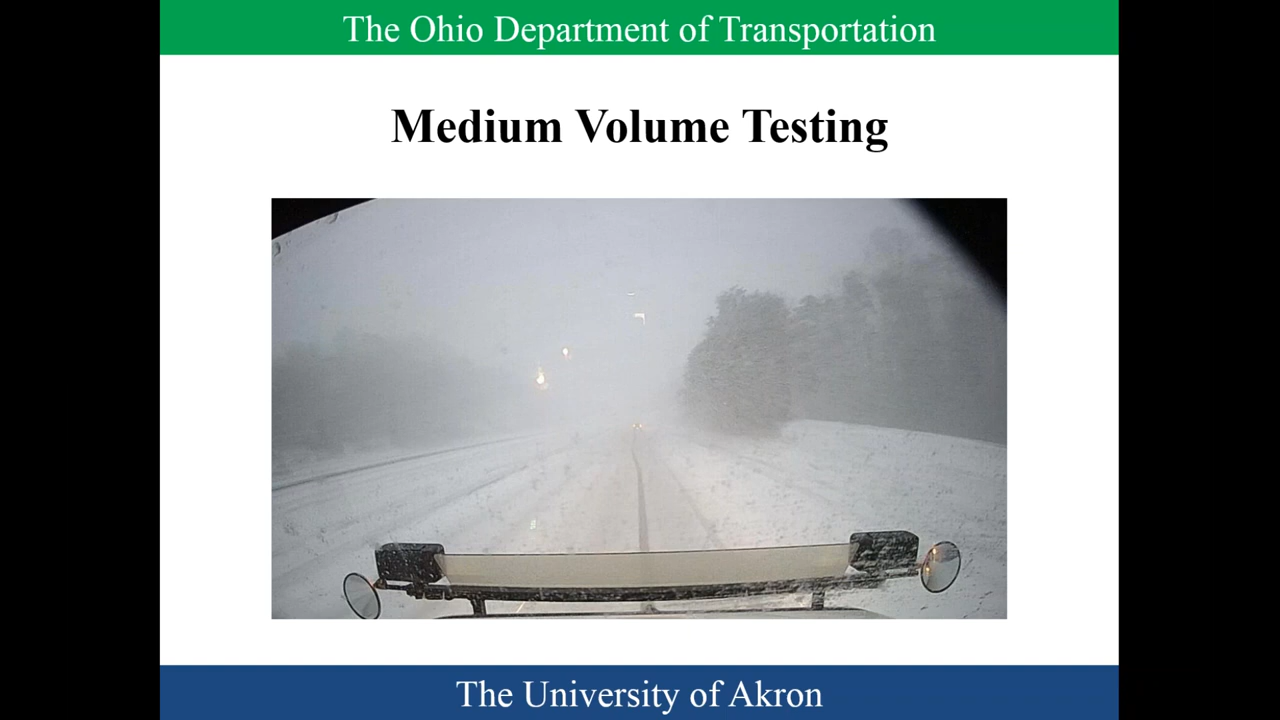 The Ohio Department of Transportation
Medium Volume Testing
The University of Akron